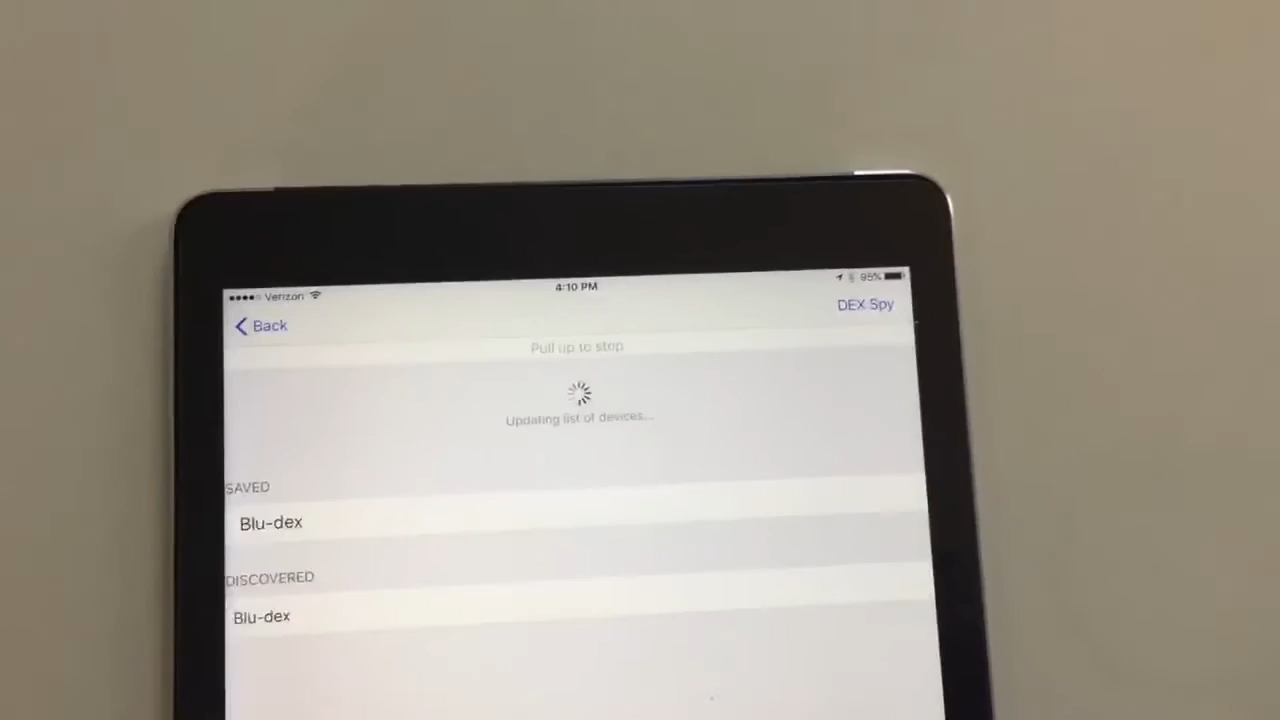 Verizon 4:10 PM 95%
Back DEX Spy
Pull up to stop
Updating list of devices...
SAVED
Blu-dex
DISCOVERED
Blu-dex